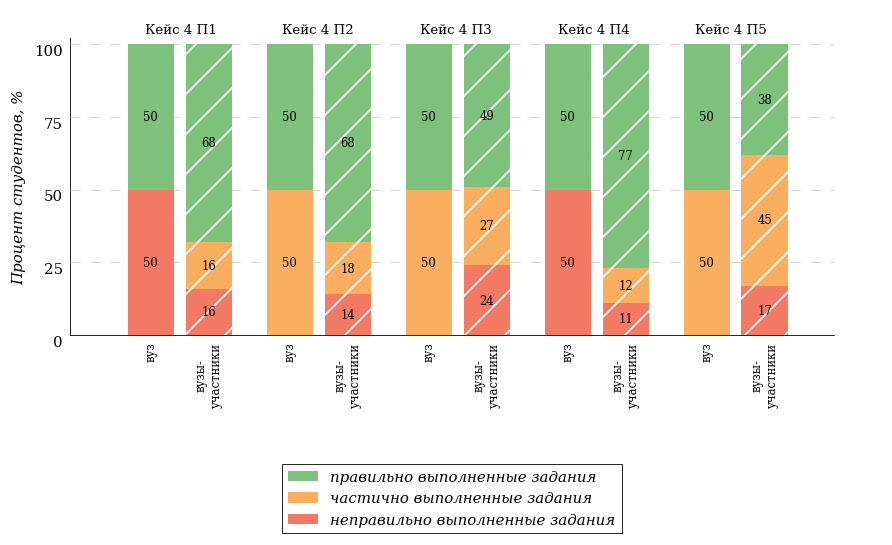 Кейс 4 П1 Кейс 4 П2 Кейс 4 П3 Кейс 4 П4 Кейс 4 П5
Процент студентов, %
100
75
50
25
0
50 68 50 68 50 49 50 77 50 38
50 16 16 50 18 14 50 27 24 50 12 11 50 45 17
вуз
вузы-
участники
вуз
вузы-
участники
вуз
вузы-
участники
вуз
вузы-
участники
вуз
вузы-
участники
правильно выполненные задания
частично выполненные задания
неправильно выполненные задания